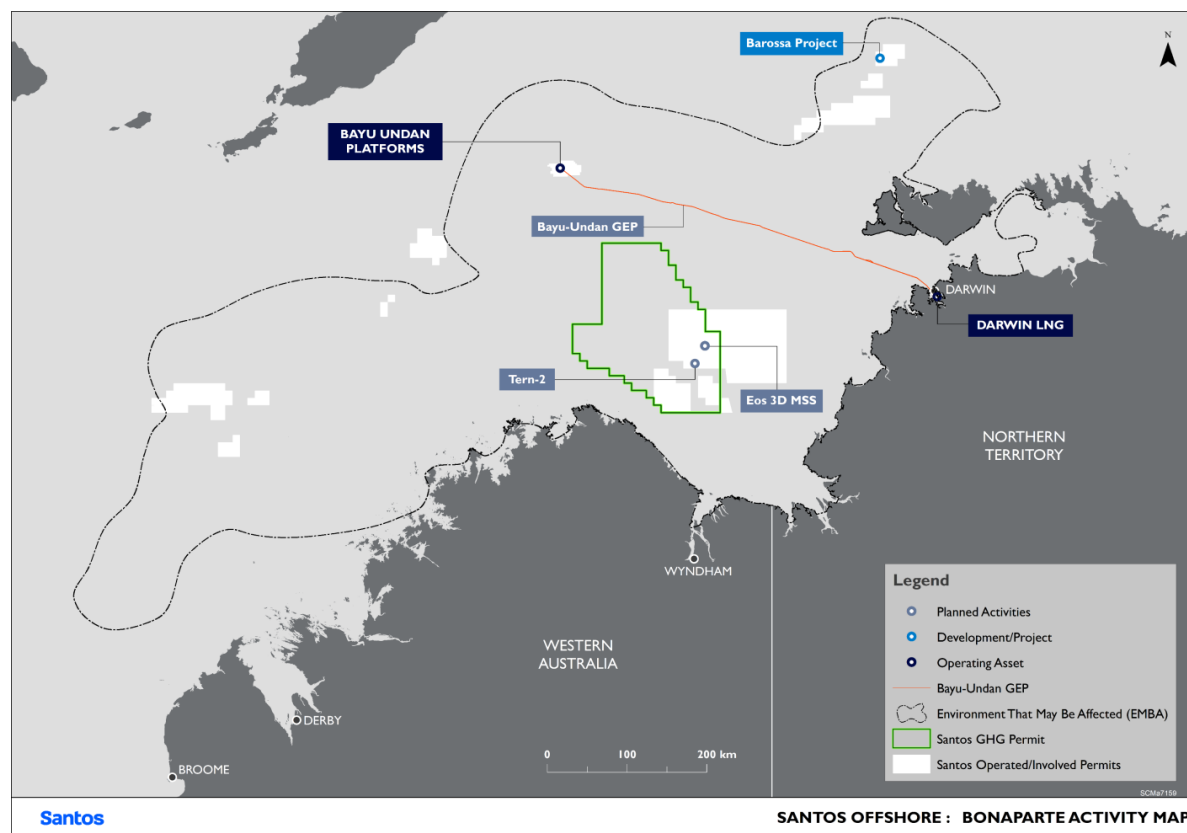 N
Barossa Project
BAYU UNDAN
PLATFORMS
Bayu-Undan GEP
DARWIN
DARWIN LNG
Tern-2
Eos 3D MSS
NORTHERN
TERRITORY
WYNDHAM
WESTERN
AUSTRALIA
DERBY
BROOME
0 100 200 km
Legend
Planned Activities
Development/Project
Operating Asset
Bayu-Undan GEP
Environment That May Be Affected (EMBA)
Santos GHG Permit
Santos Operated/Involved Permits
SCMa7159
Santos
SANTOS OFFSHORE : BONAPARTE ACTIVITY MAP